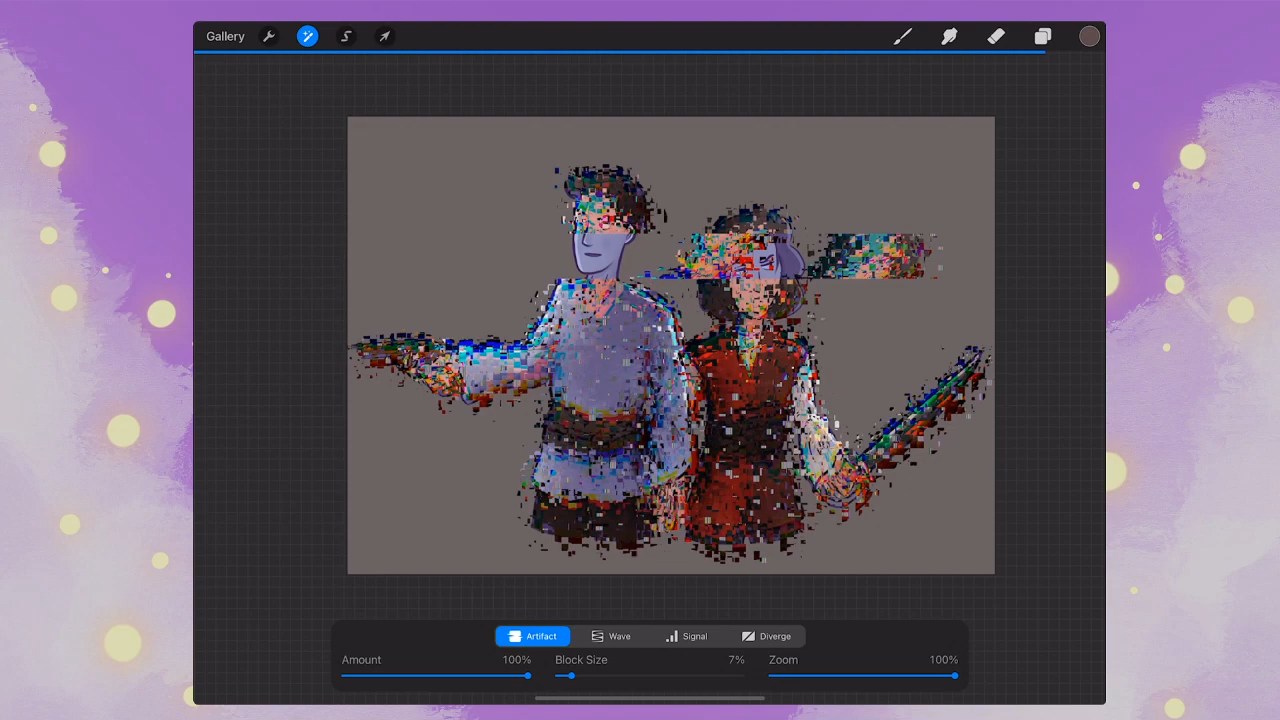 Gallery
Artifact Wave Signal Diverge
Amount 100% Block Size 7% Zoom 100%